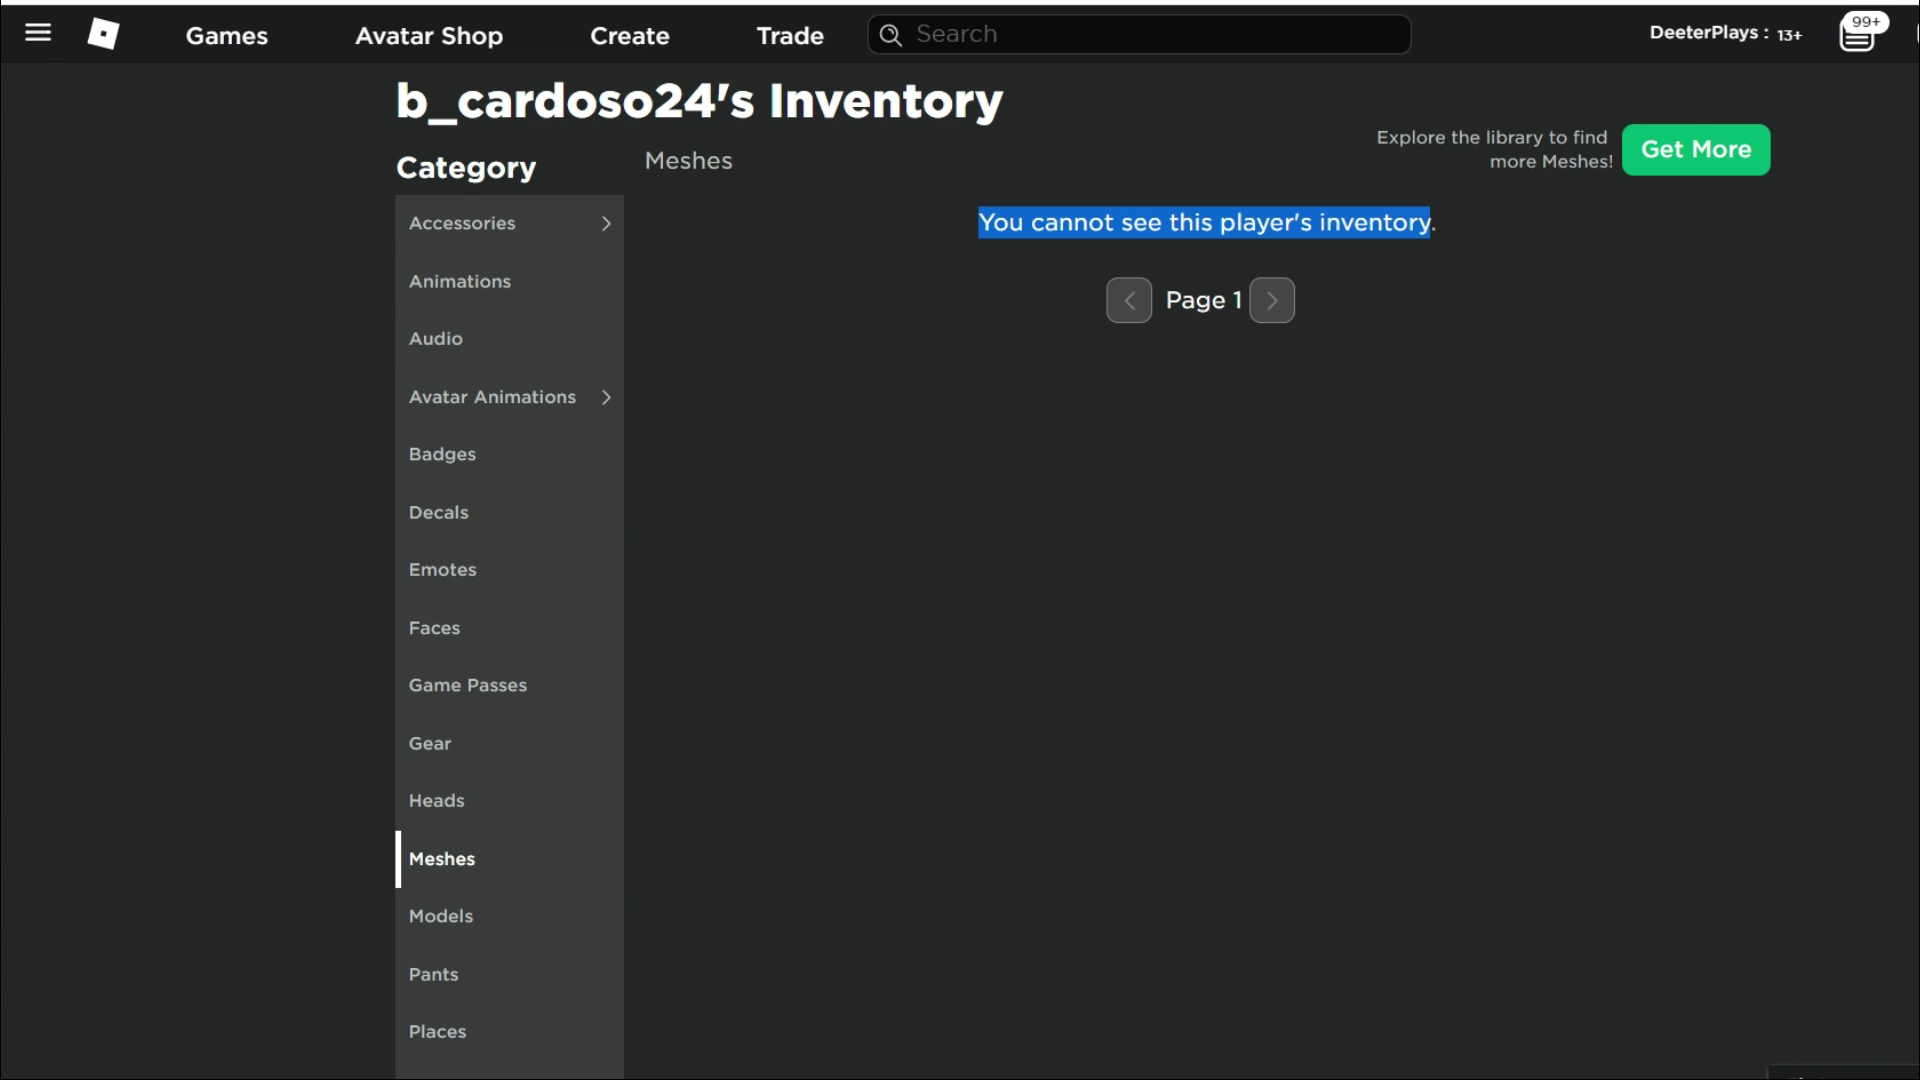 Games Avatar Shop Create Trade Search DeeterPlays : 13+ 99+
b_cardoso24's Inventory
Category
Meshes
Explore the library to find
more Meshes!
Get More
Accessories
Animations
Audio
Avatar Animations
Badges
Decals
Emotes
Faces
Game Passes
Gear
Heads
Meshes
Models
Pants
Places
You cannot see this player's inventory.
Page 1